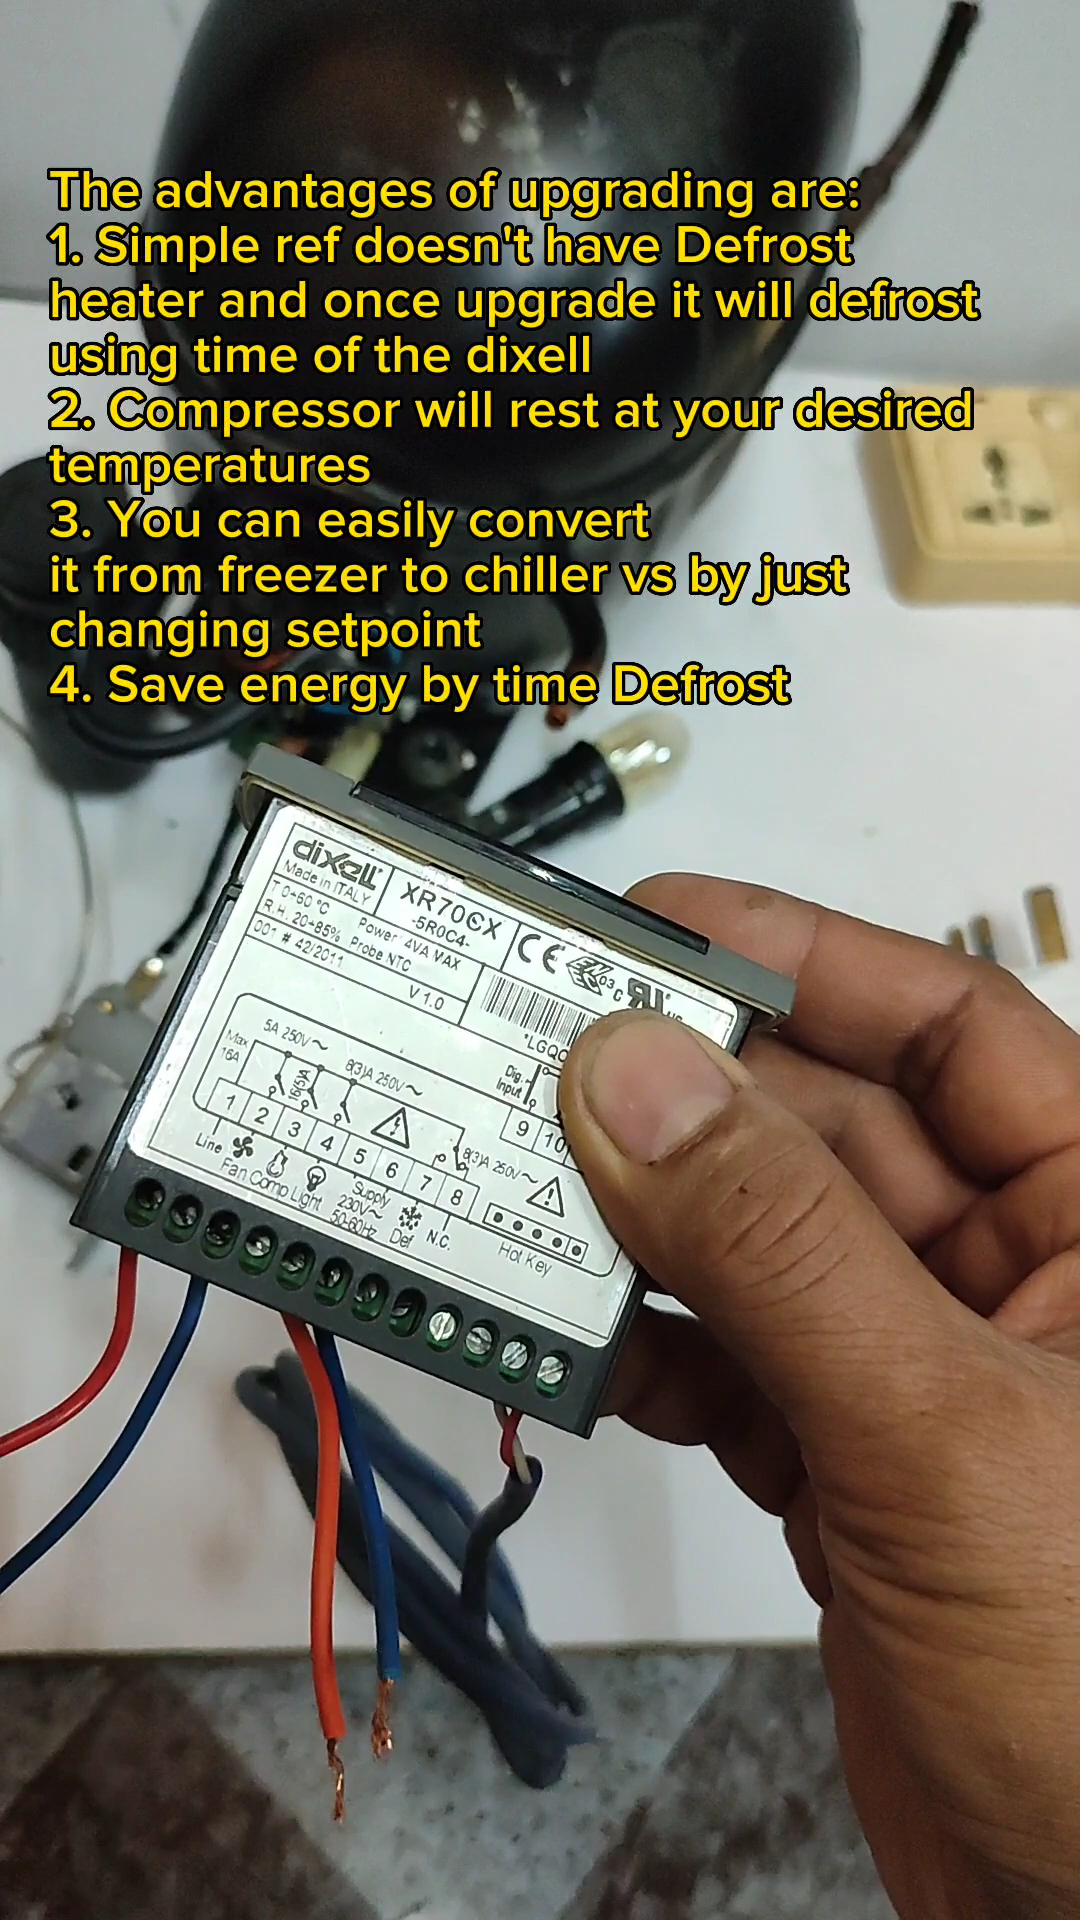 The advantages of upgrading are:
1. Simple ref doesn't have Defrost
heater and once upgrade it will defrost
using time of the dixell
2. Compressor will rest at your desired
temperatures
3. You can easily convert
it from freezer to chiller vs by just
changing setpoint
4. Save energy by time Defrost
dixell
Made in ITALY
XR70CX
-5R0C4-
T 0÷60 °C Power 4VA MAX
R.H. 20÷85% Probe NTC
001 # 42/2011 V 1.0
CE
*LGQ
Max 16A
5A 250V~
16(5)A
8(3)A 250V~
8(3)A 250V~
Dig. Input
1 2 3 4 5 6 7 8 9 10
Line Fan Comp Light Supply 230V~ 50-60Hz Def N.C.
Hot Key